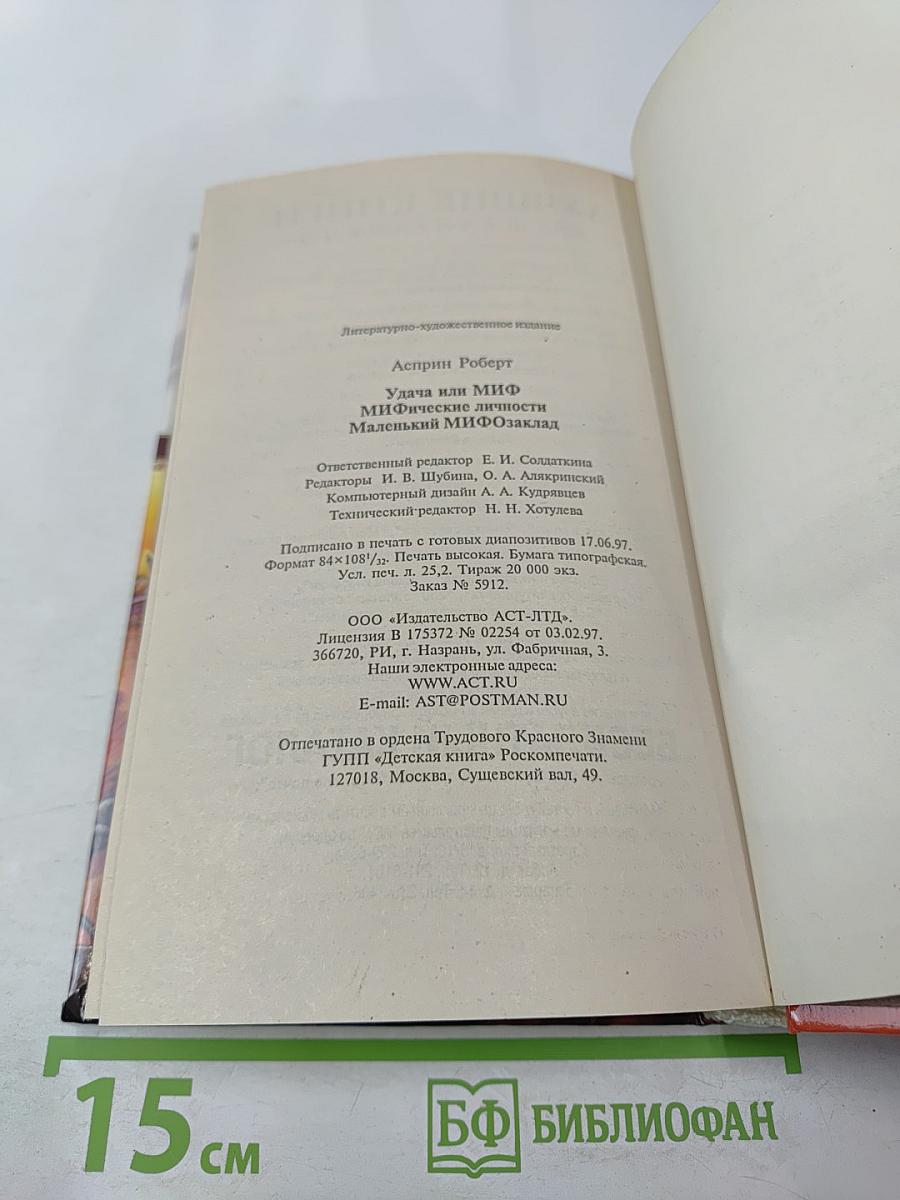 Литературно-художественное издание
Асприн Роберт
Удача или МИФ
МИФические личности
Маленький МИФОзаклад
Ответственный редактор Е. И. Солдаткина
Редакторы И. В. Шубина, О. А. Алякринский
Компьютерный дизайн А. А. Кудрявцев
Технический редактор Н. Н. Хотулева
Подписано в печать с готовых диапозитивов 17.06.97.
Формат 84×108¹/₃₂. Печать высокая. Бумага типографская.
Усл. печ. л. 25,2. Тираж 20 000 экз.
Заказ № 5912.
ООО «Издательство АСТ-ЛТД».
Лицензия В 175372 № 02254 от 03.02.97.
366720, РИ, г. Назрань, ул. Фабричная, 3.
Наши электронные адреса:
WWW.AСТ.RU
E-mail: AST@POSTMAN.RU
Отпечатано в ордена Трудового Красного Знамени
ГУПП «Детская книга» Роскомпечати.
127018, Москва, Сущевский вал, 49.
15 см
БФ БИБЛИОФАН